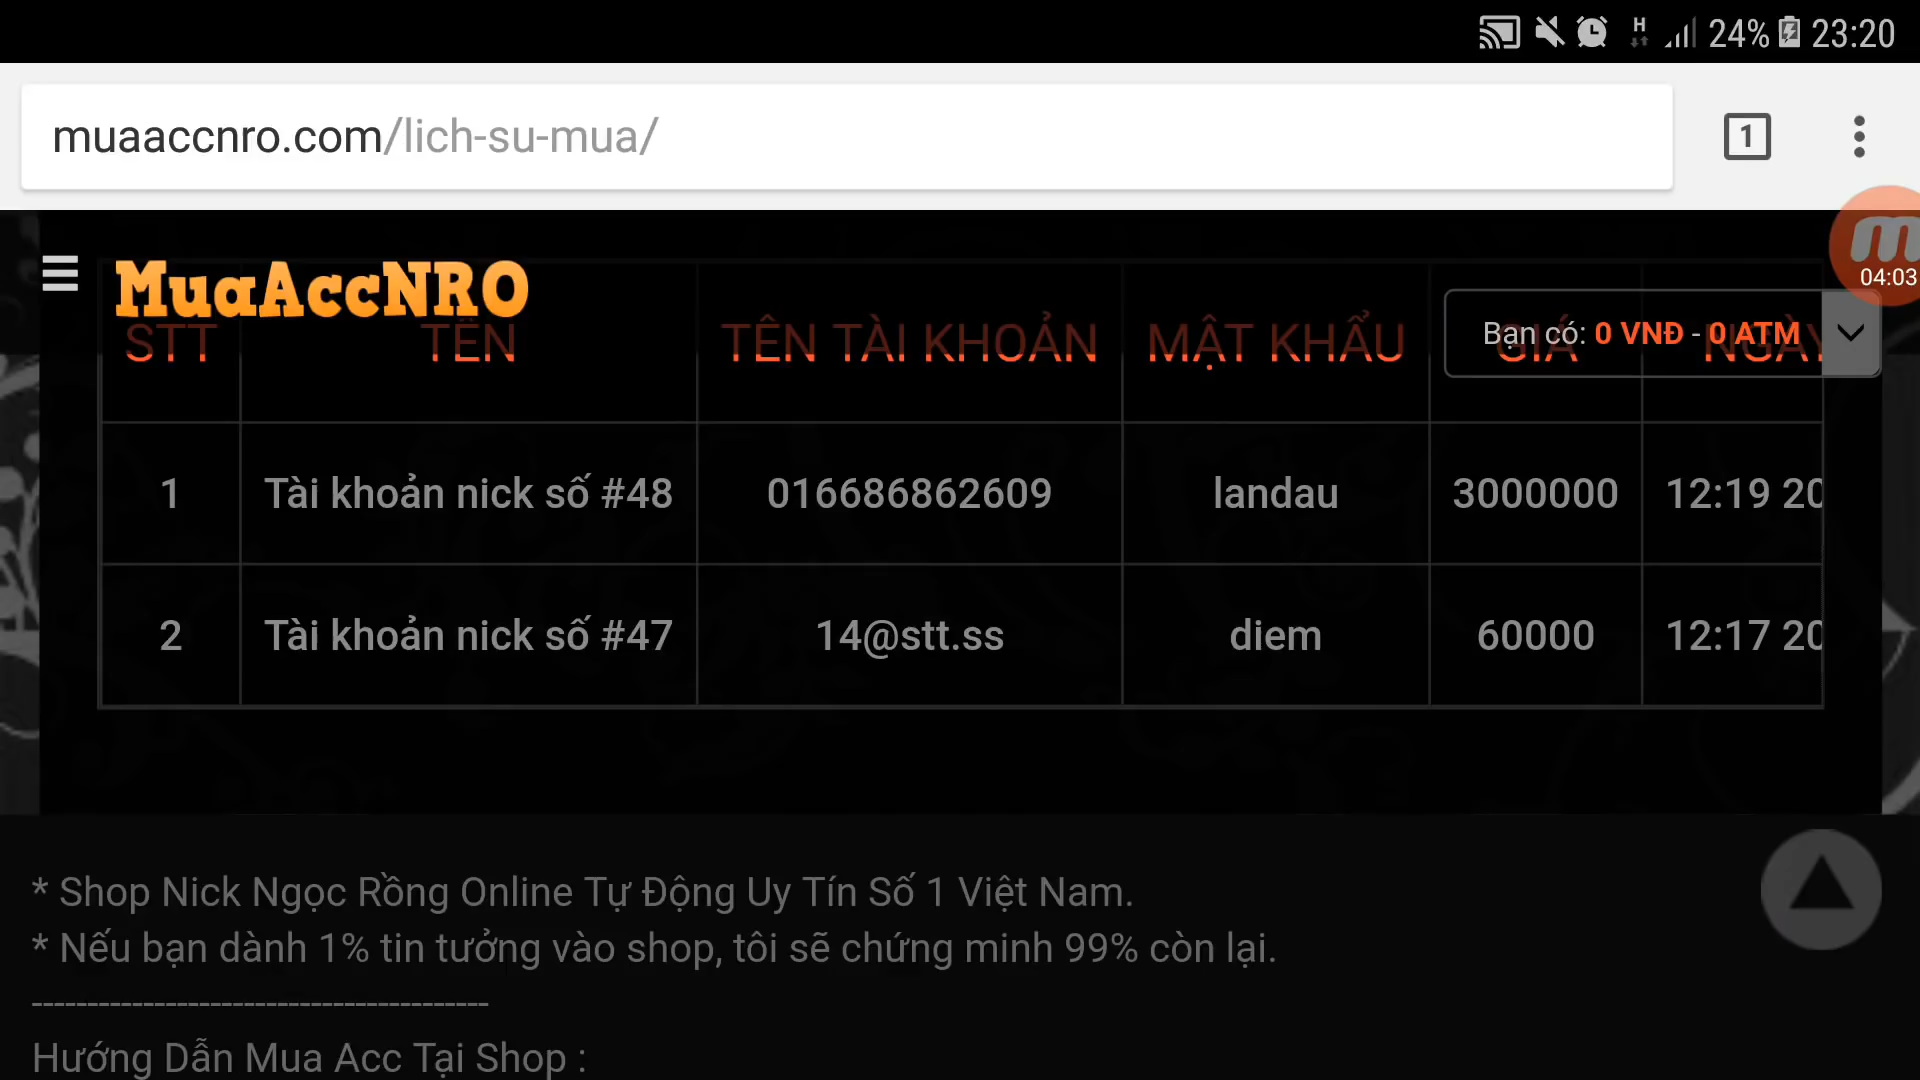 H 24% 23:20
muaaccnro.com/lich-su-mua/
1
04:03
MuaAccNRO
Bạn có: 0 VNĐ - 0 ATM
STT TÊN TÊN TÀI KHOẢN MẬT KHẨU GIÁ NGÀY
1 Tài khoản nick số #48 016686862609 landau 3000000 12:19 20
2 Tài khoản nick số #47 14@stt.ss diem 60000 12:17 20
* Shop Nick Ngọc Rồng Online Tự Động Uy Tín Số 1 Việt Nam.
* Nếu bạn dành 1% tin tưởng vào shop, tôi sẽ chứng minh 99% còn lại.
--------------------------------------
Hướng Dẫn Mua Acc Tại Shop :